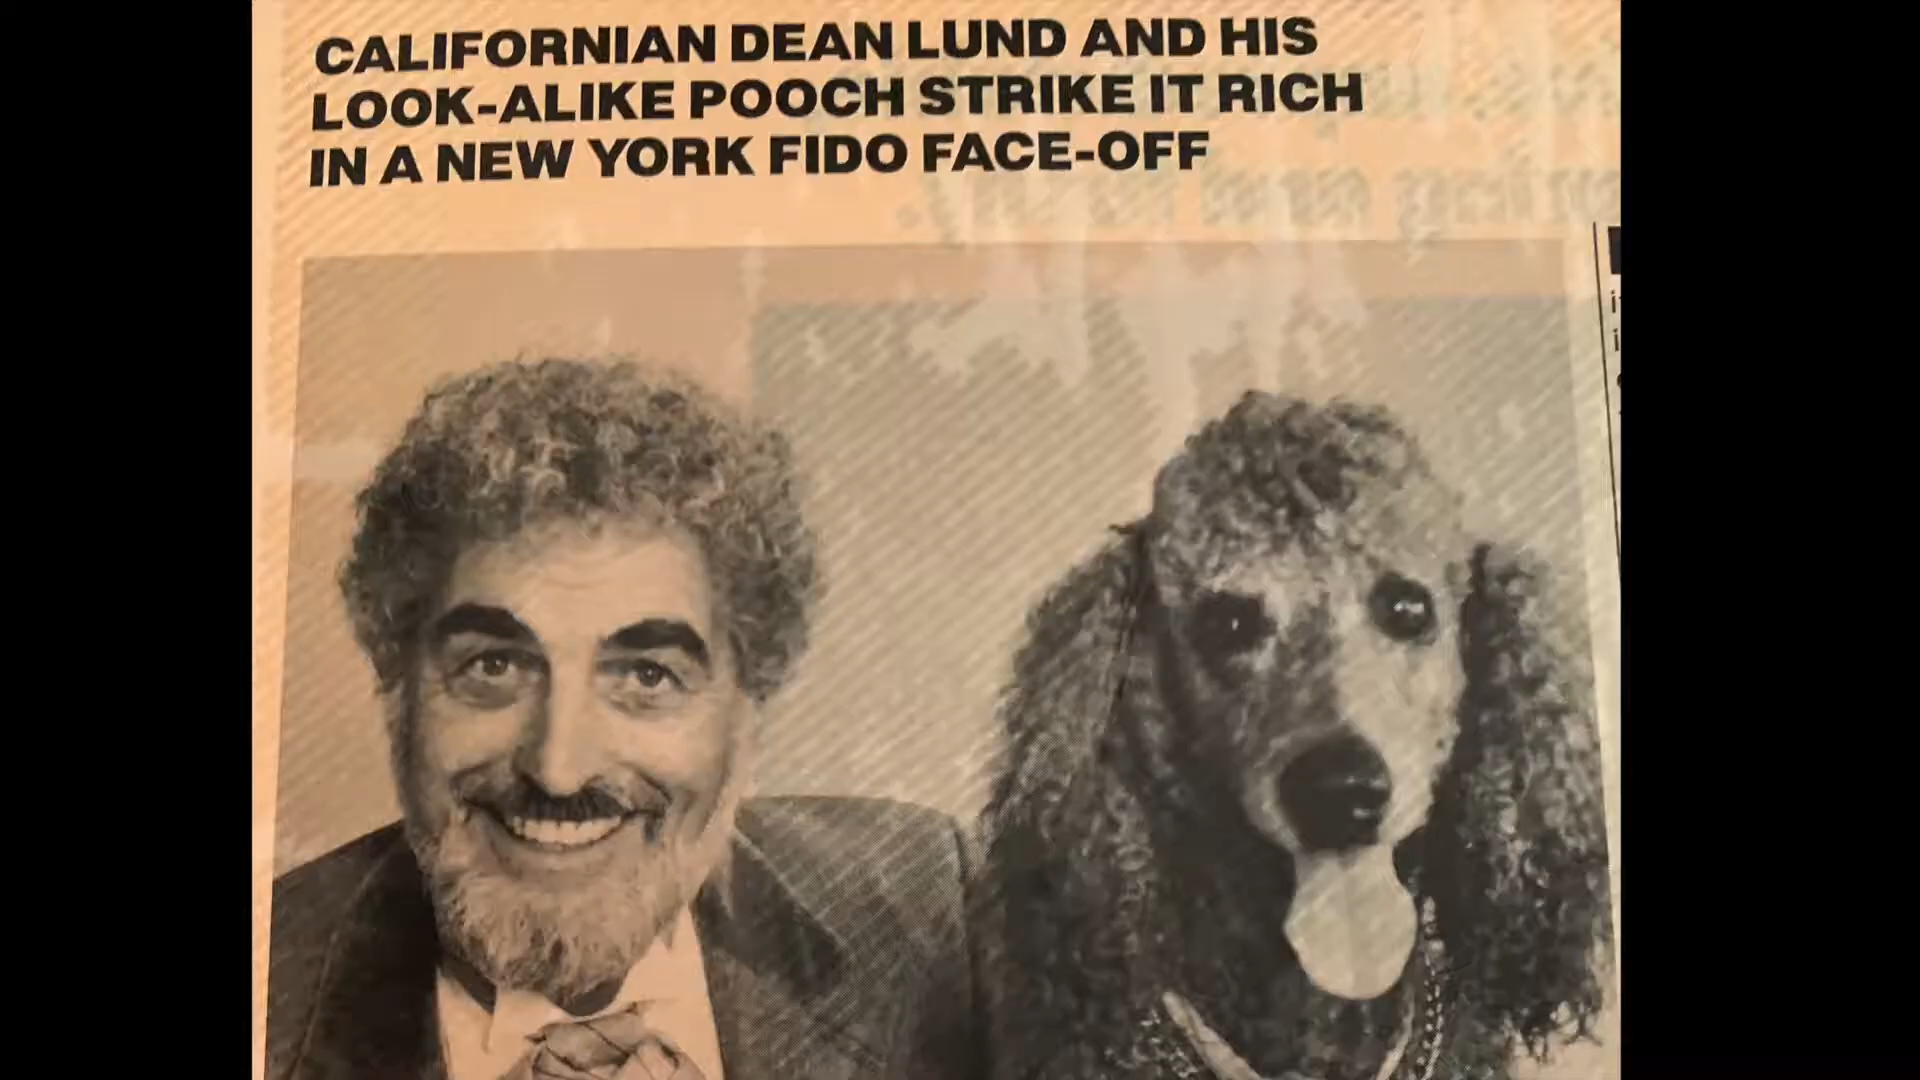 CALIFORNIAN DEAN LUND AND HIS
LOOK-ALIKE POOCH STRIKE IT RICH
IN A NEW YORK FIDO FACE-OFF